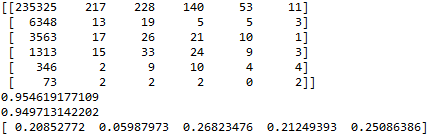 [[235325    217    228    140     53     11]
 [  6348     13     19      5      5      3]
 [  3563     17     26     21     10      1]
 [  1313     15     33     24      9      3]
 [   346      2      9     10      4      4]
 [    73      2      2      2      0      2]]
0.954619177109
0.949713142202
[ 0.20852772  0.05987973  0.26823476  0.21249393  0.25086386]